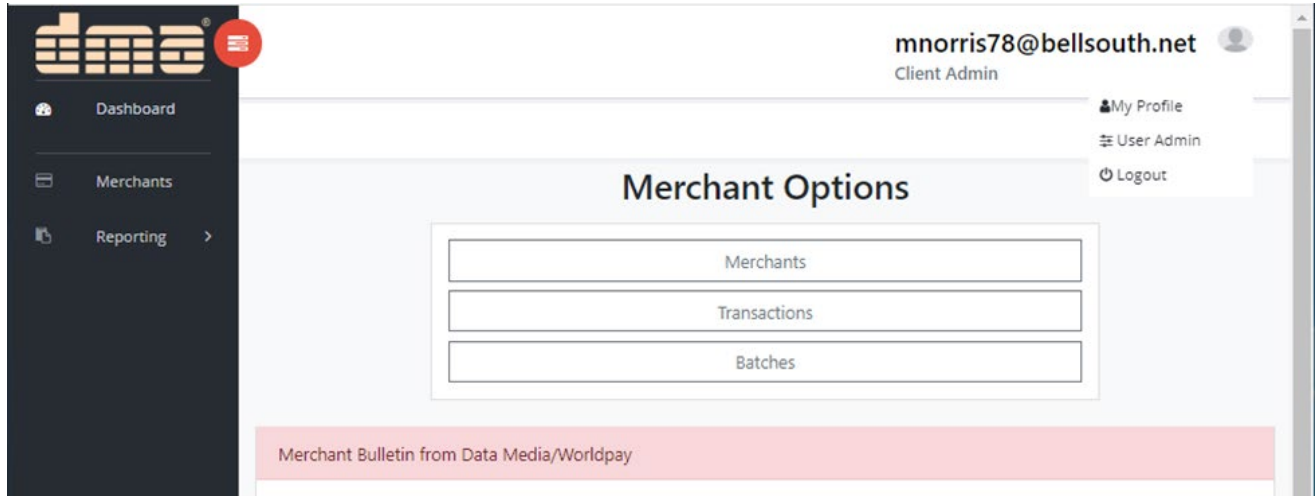 dma®
mnorris78@bellsouth.net
Client Admin
My Profile
User Admin
Logout
Dashboard
Merchants
Reporting >
Merchant Options
Merchants
Transactions
Batches
Merchant Bulletin from Data Media/Worldpay